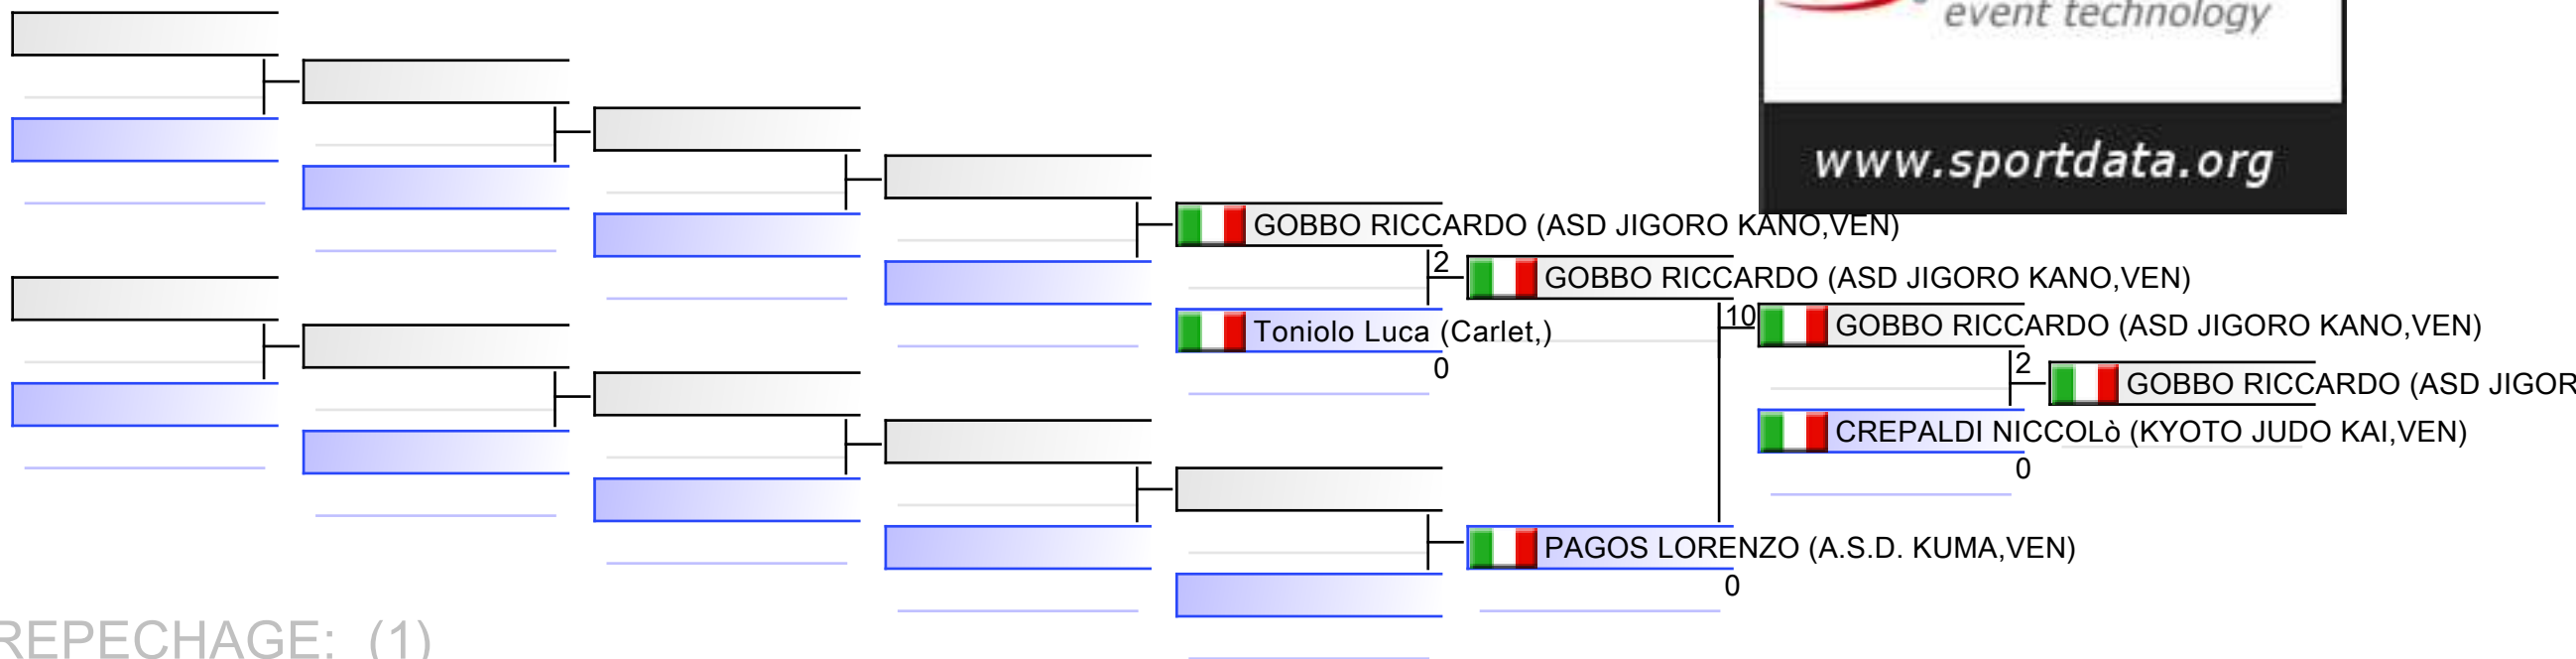 event technology
www.sportdata.org
GOBBO RICCARDO (ASD JIGORO KANO,VEN)
2
GOBBO RICCARDO (ASD JIGORO KANO,VEN)
Toniolo Luca (Carlet,)
0
10
GOBBO RICCARDO (ASD JIGORO KANO,VEN)
2
GOBBO RICCARDO (ASD JIGOR
CREPALDI NICCOLò (KYOTO JUDO KAI,VEN)
0
PAGOS LORENZO (A.S.D. KUMA,VEN)
0
REPECHAGE: (1)